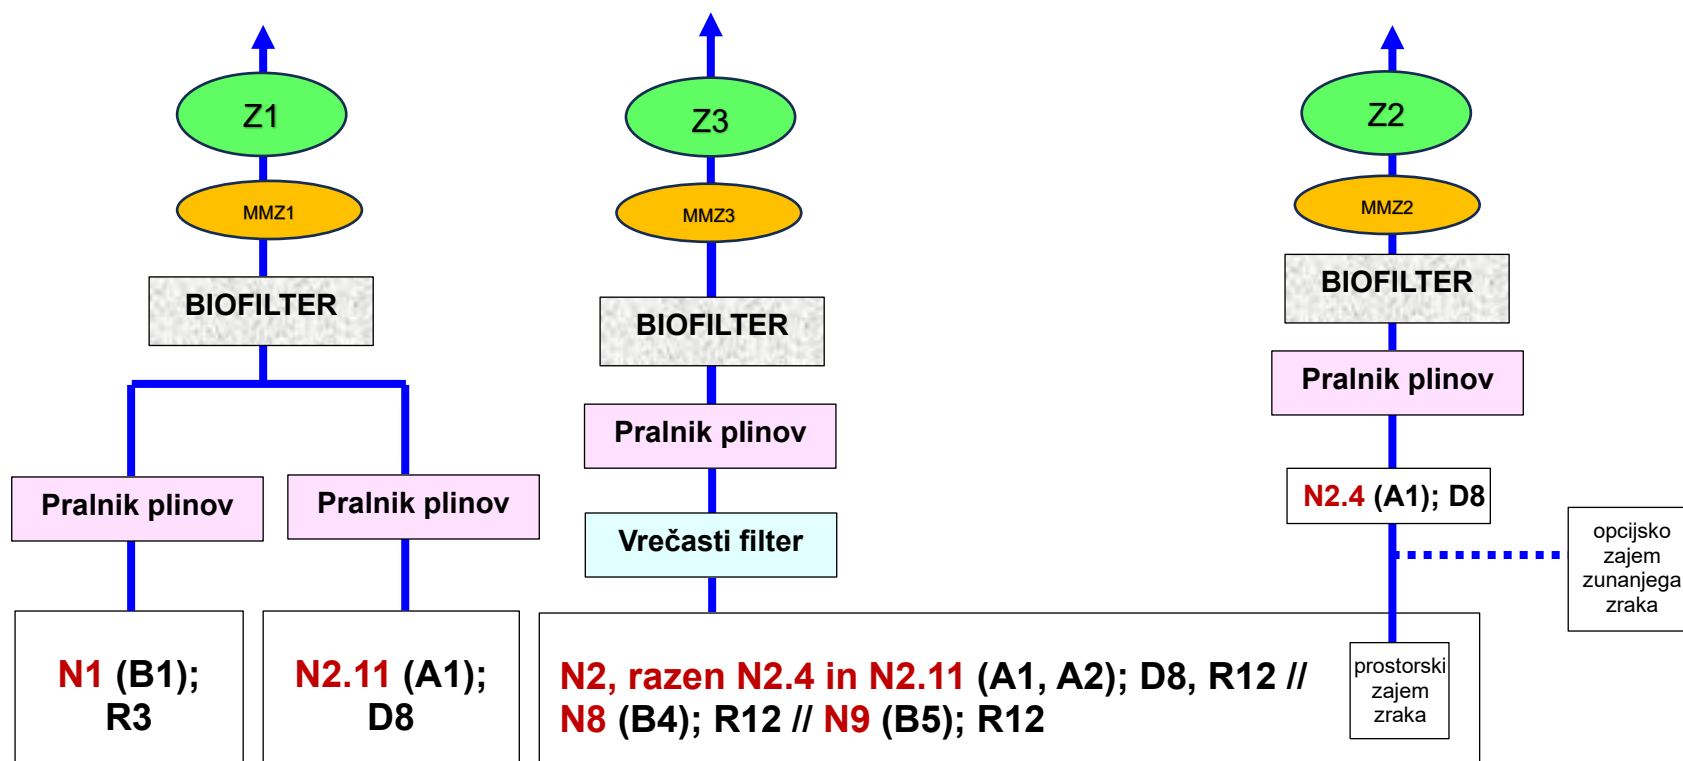 Z1
Z3
Z2
MMZ1
MMZ3
MMZ2
BIOFILTER
BIOFILTER
BIOFILTER
Pralnik plinov
Pralnik plinov
Pralnik plinov
Pralnik plinov
Vrečasti filter
N2.4 (A1); D8
opcijsko
zajem
zunanjega
zraka
N1 (B1);
R3
N2.11 (A1);
D8
N2, razen N2.4 in N2.11 (A1, A2); D8, R12 //
N8 (B4); R12 // N9 (B5); R12
prostorski
zajem
zraka